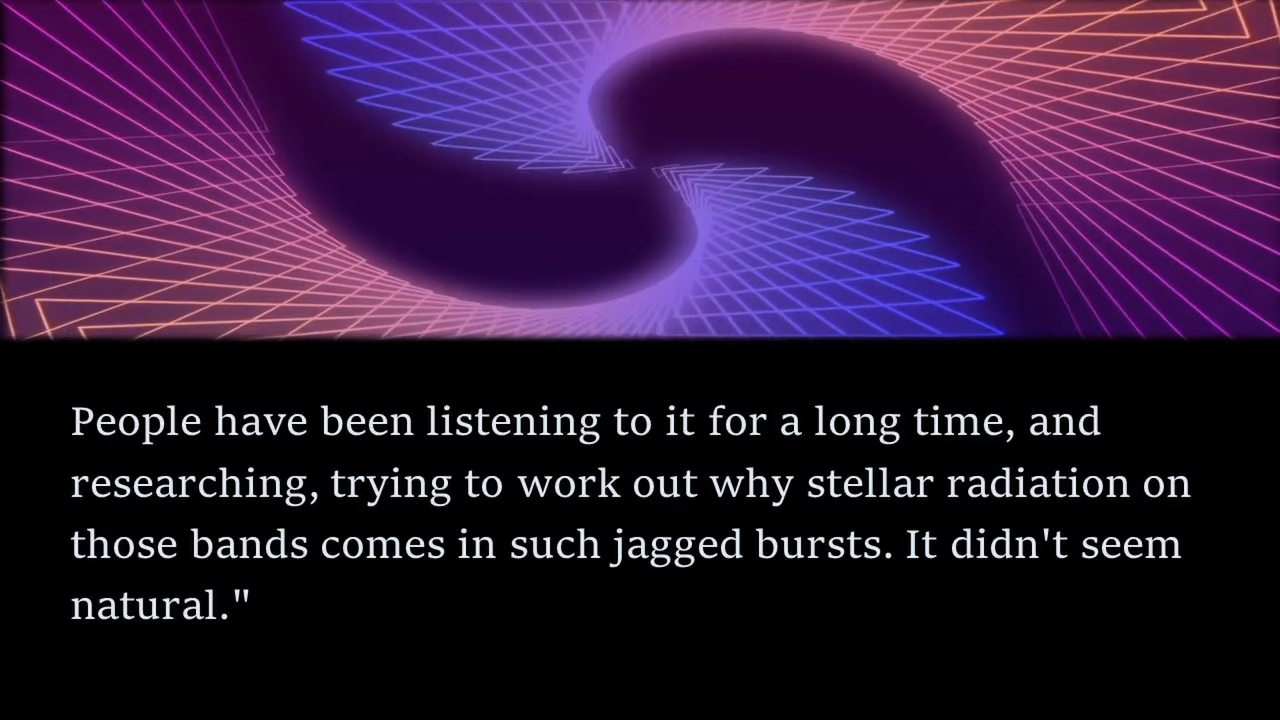 People have been listening to it for a long time, and
researching, trying to work out why stellar radiation on
those bands comes in such jagged bursts. It didn't seem
natural."